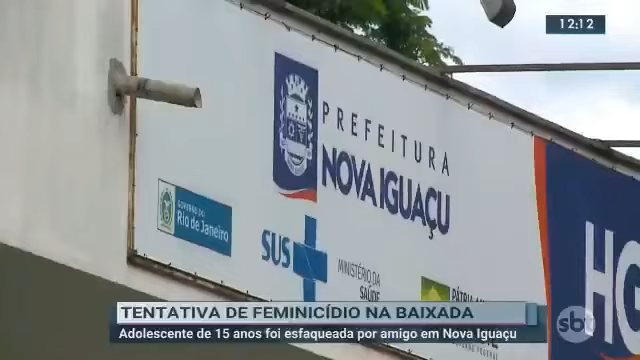 12:12
PREFEITURA
NOVA IGUAÇU
GOVERNO DO
Rio de Janeiro
SUS
MINISTÉRIO DA
SAÚDE
PÁTRIA
HG
sbt
TENTATIVA DE FEMINICÍDIO NA BAIXADA
Adolescente de 15 anos foi esfaqueada por amigo em Nova Iguaçu